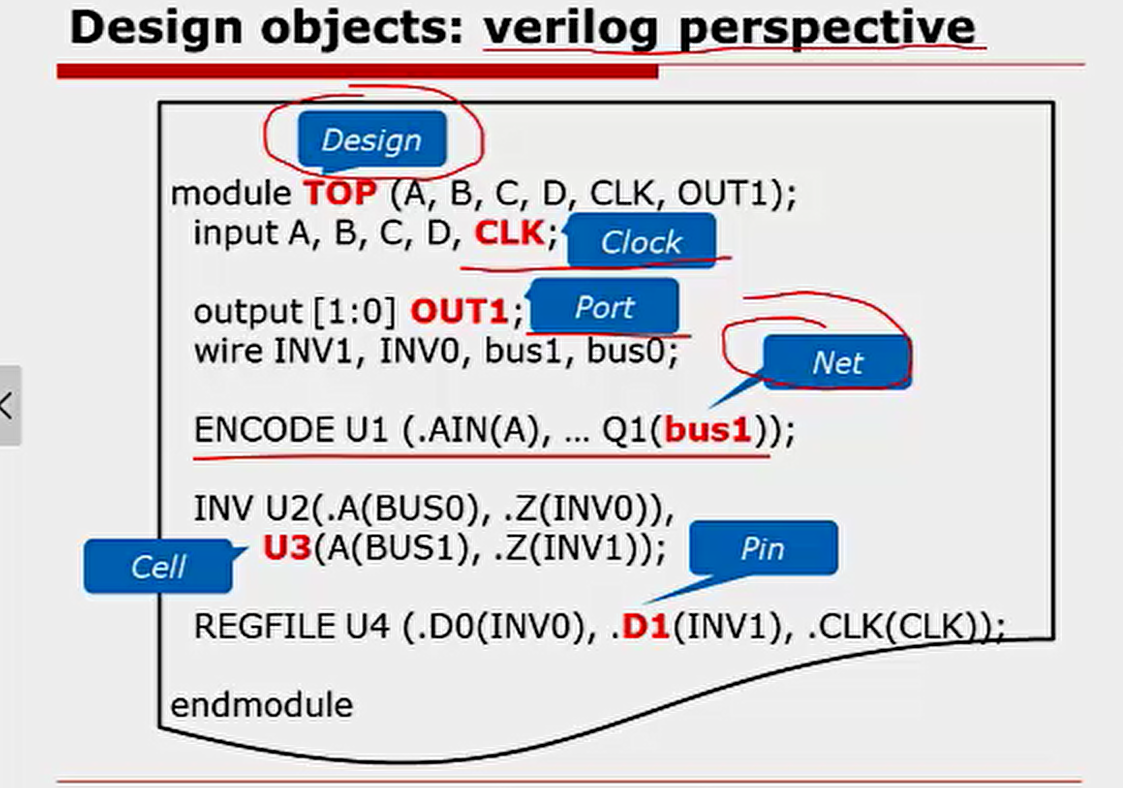 Design objects: verilog perspective
Design
module TOP (A, B, C, D, CLK, OUT1);
input A, B, C, D, CLK;
Clock
output [1:0] OUT1;
Port
wire INV1, INV0, bus1, bus0;
Net
ENCODE U1 (.AIN(A), ... Q1(bus1));
INV U2(.A(BUS0), .Z(INV0)),
Cell
U3(A(BUS1), .Z(INV1));
Pin
REGFILE U4 (.D0(INV0), .D1(INV1), .CLK(CLK));
endmodule